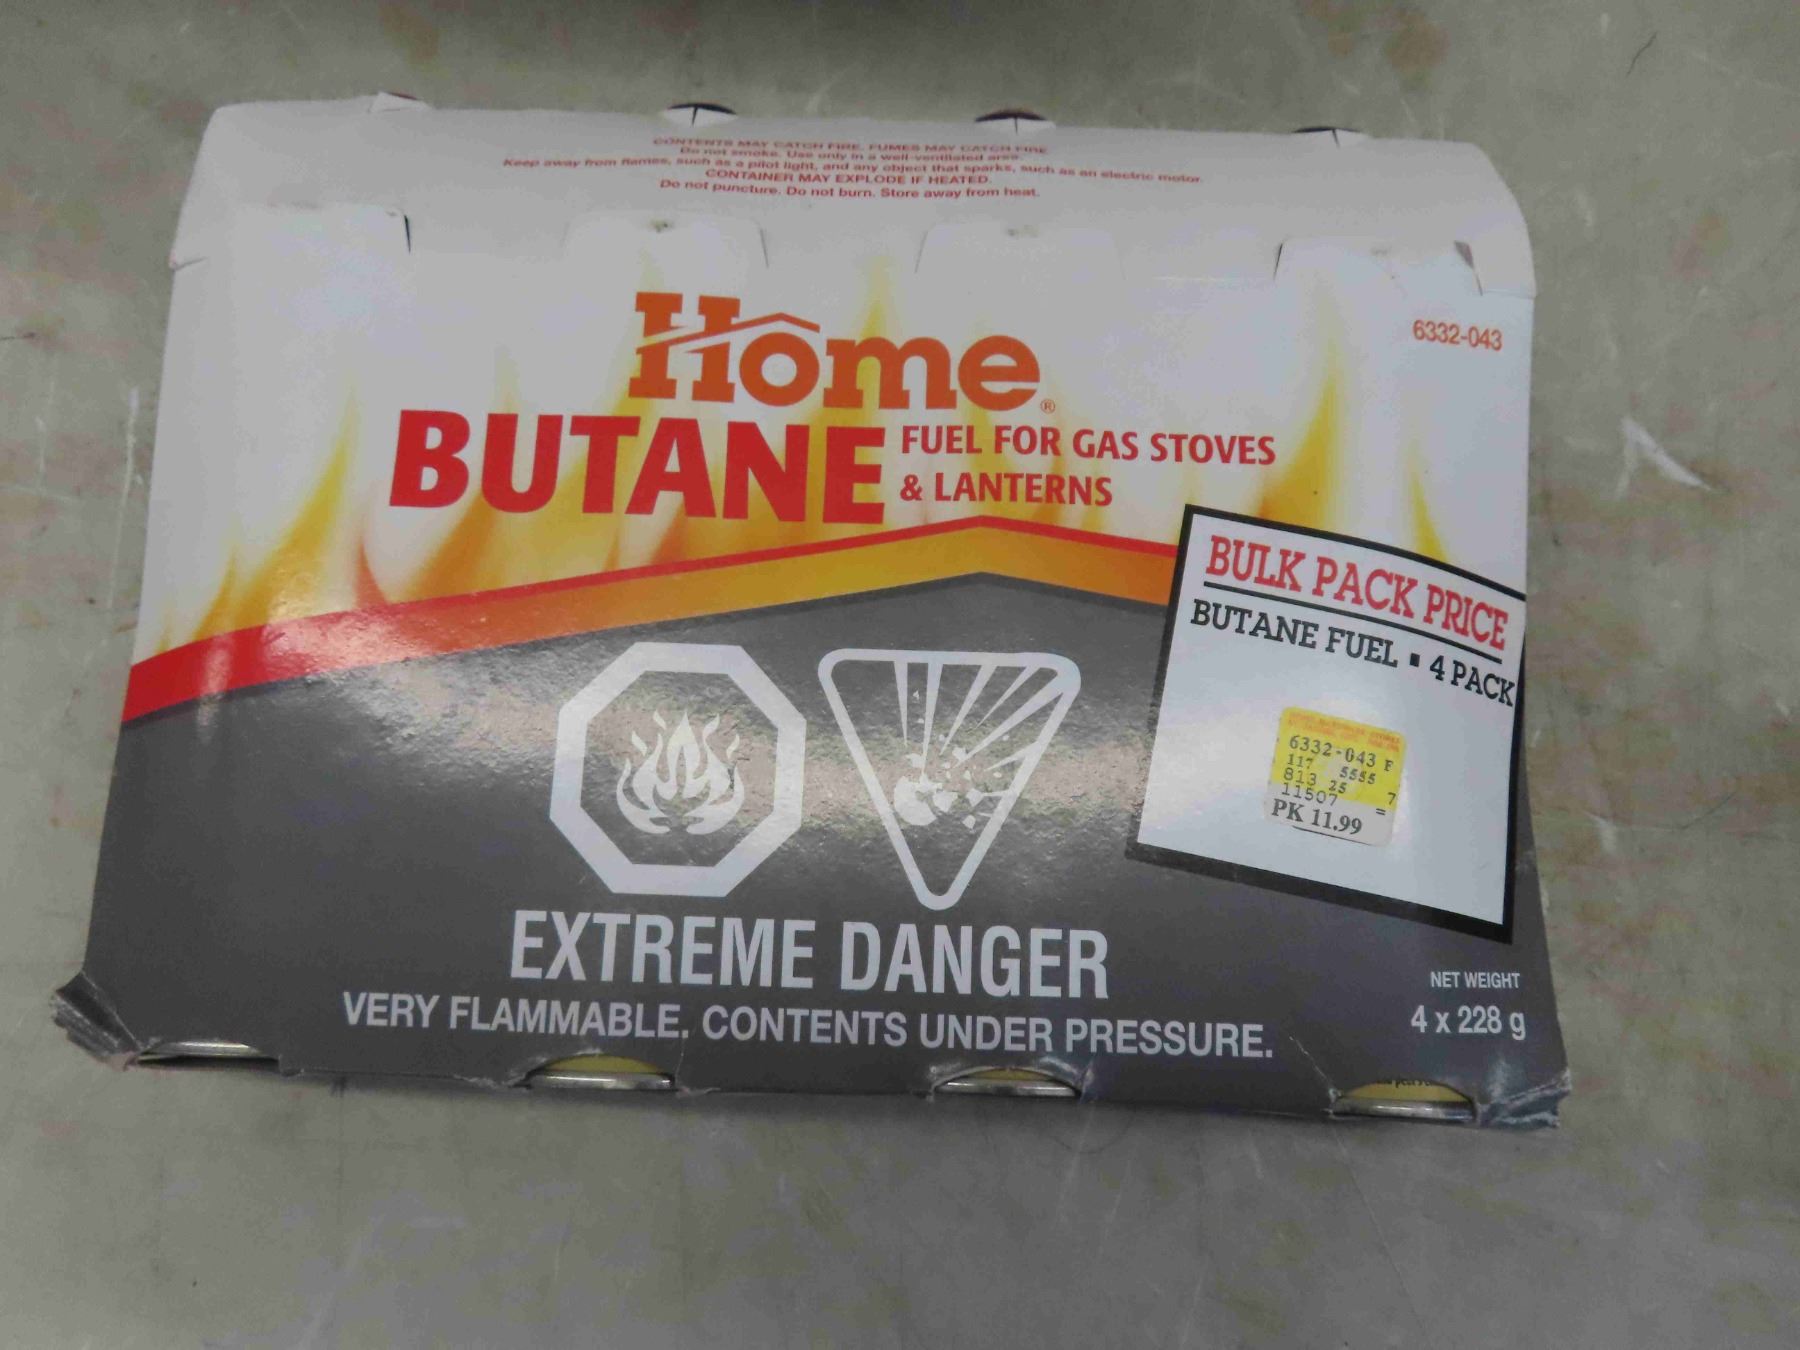 CONTENTS MAY CATCH FIRE. FUMES MAY CATCH FIRE
Do not smoke. Use only in a well-ventilated area.
Keep away from flames, such as a pilot light, and any object that sparks, such as an electric motor.
CONTAINER MAY EXPLODE IF HEATED.
Do not puncture. Do not burn. Store away from heat.
6332-043
Home®
BUTANE
FUEL FOR GAS STOVES
& LANTERNS
BULK PACK PRICE
BUTANE FUEL ▪ 4 PACK
6332-043 F
117 5555
813 25 7
11507 =
PK 11.99
EXTREME DANGER
VERY FLAMMABLE. CONTENTS UNDER PRESSURE.
NET WEIGHT
4 x 228 g